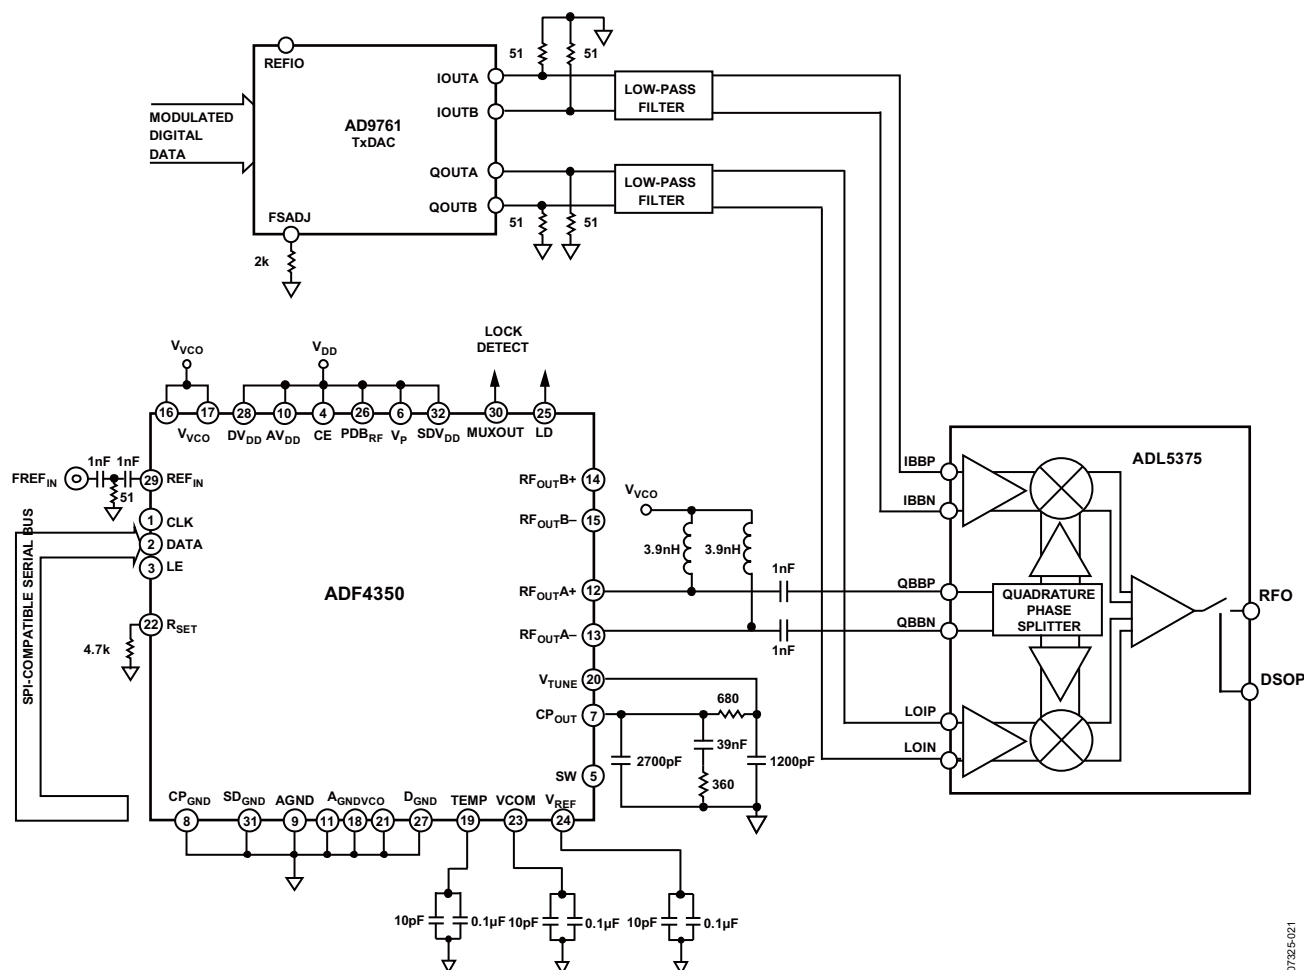 REFIO
51
51
IOUTA
IOUTB
LOW-PASS
FILTER
MODULATED
DIGITAL
DATA
AD9761
TxDAC
QOUTA
QOUTB
LOW-PASS
FILTER
FSADJ
51
51
2k
LOCK
DETECT
VVCO
VDD
16
17
28
10
4
26
6
32
30
25
VVCO
DVDD
AVDD
CE
PDBRF
VP
SDVDD
MUXOUT
LD
FREFIN
1nF
1nF
29
REFIN
51
1
CLK
2
DATA
3
LE
SPI-COMPATIBLE SERIAL BUS
22
RSET
4.7k
ADF4350
RFOUTB+
14
RFOUTB–
15
VVCO
3.9nH
3.9nH
RFOUTA+
12
1nF
RFOUTA–
13
1nF
VTUNE
20
680
CPOUT
7
39nF
2700pF
1200pF
360
SW
5
CPGND
SDGND
AGND
AGNDVCO
DGND
TEMP
VCOM
VREF
8
31
9
11
18
21
27
19
23
24
10pF
0.1µF
10pF
0.1µF
10pF
0.1µF
ADL5375
IBBP
IBBN
QBBP
QBBN
QUADRATURE
PHASE
SPLITTER
RFO
DSOP
LOIP
LOIN
07325-021